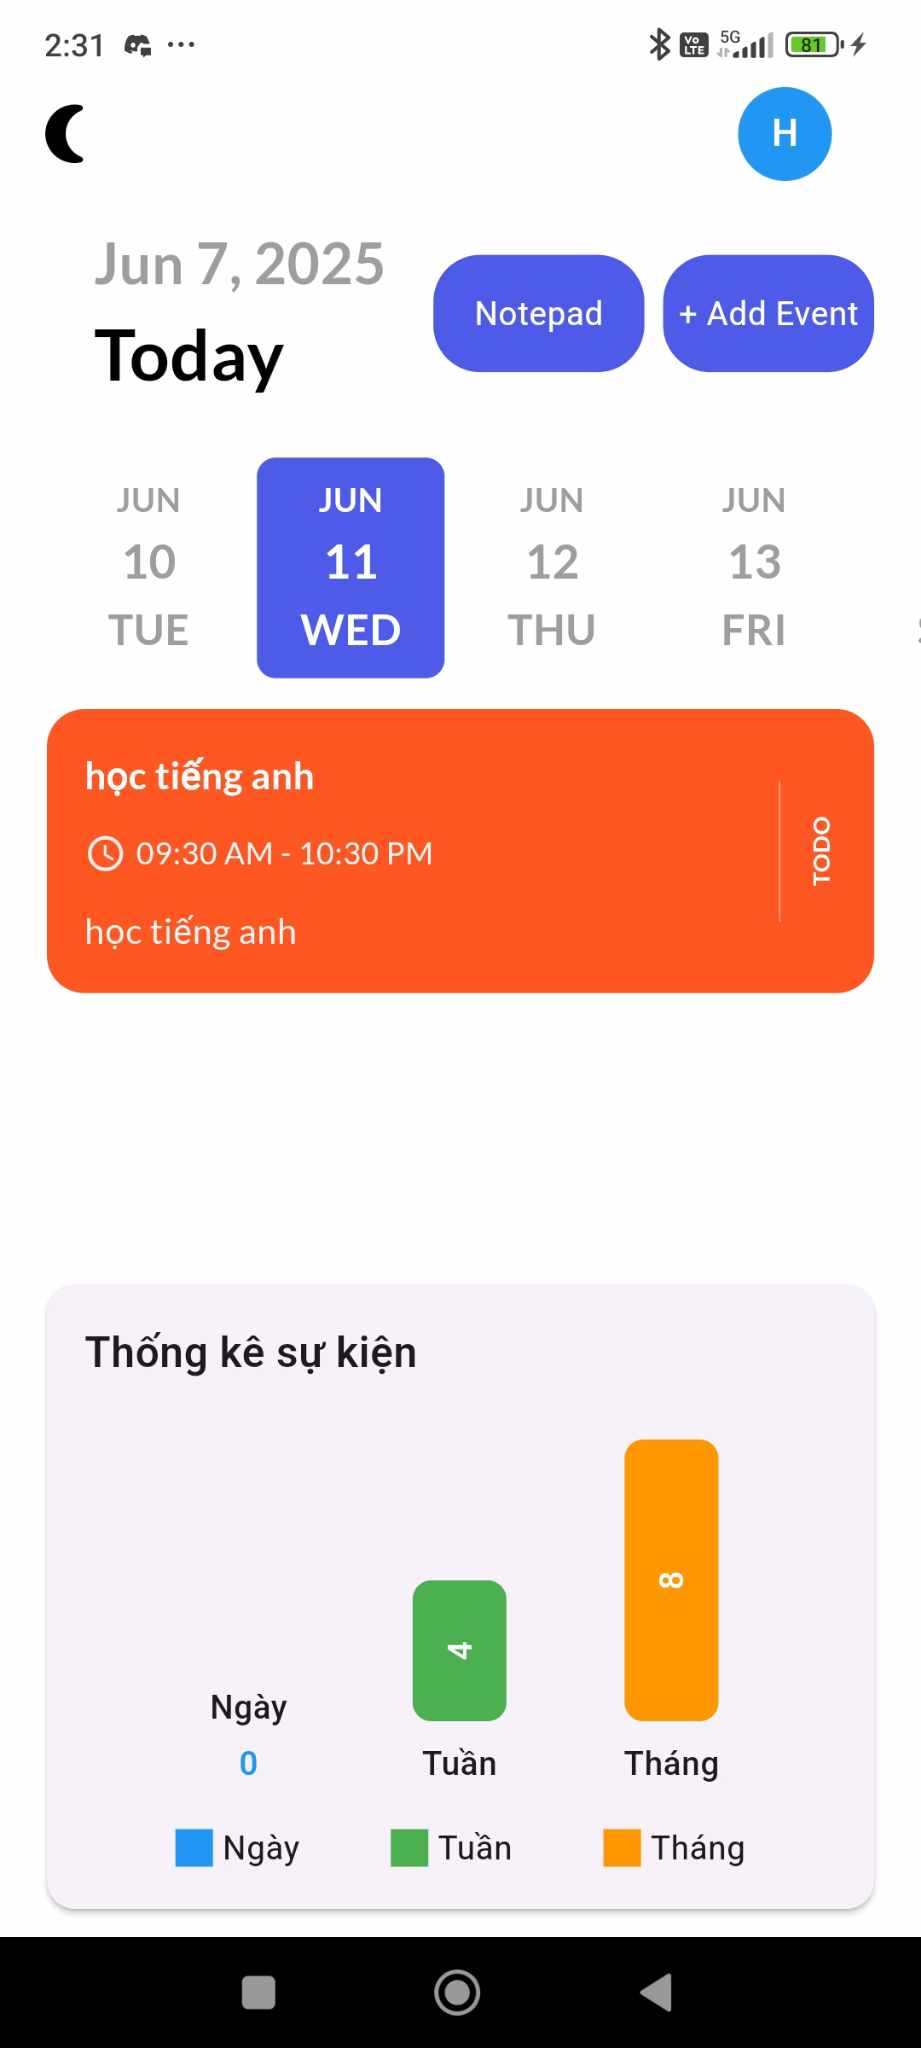 2:31 ... Vo LTE 5G 81
H
Jun 7, 2025
Today
Notepad
+ Add Event
JUN JUN JUN JUN
10 11 12 13
TUE WED THU FRI
học tiếng anh
09:30 AM - 10:30 PM
học tiếng anh
TODO
Thống kê sự kiện
8
4
Ngày
0 Tuần Tháng
Ngày Tuần Tháng